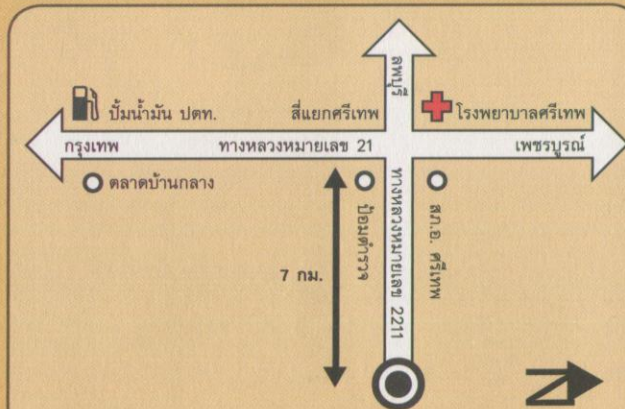 ลพบุรี
ปั้มน้ำมัน ปตท.
สี่แยกศรีเทพ
โรงพยาบาลศรีเทพ
กรุงเทพ
ทางหลวงหมายเลข 21
เพชรบูรณ์
ตลาดบ้านกลาง
ป้อมตำรวจ
ทางหลวงหมายเลข 2211
สภ.อ. ศรีเทพ
7 กม.